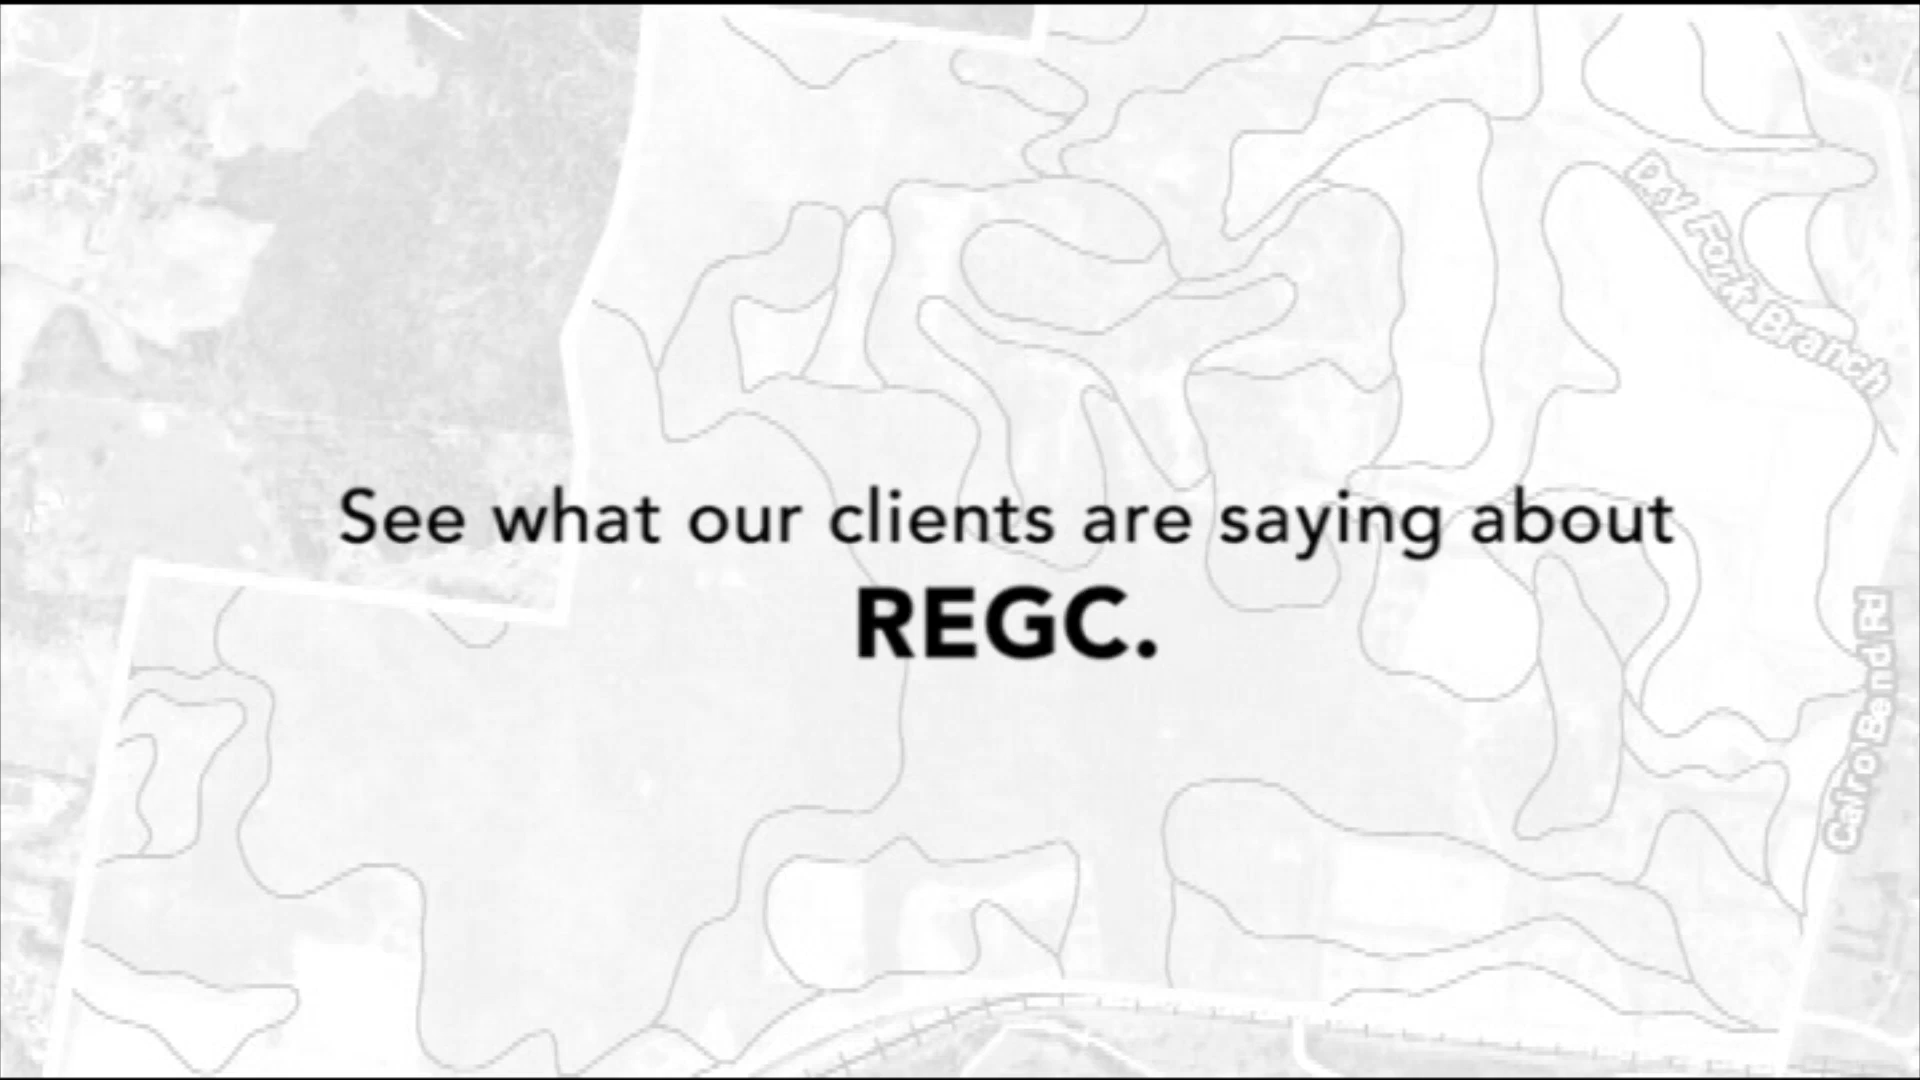 Dry Fork Branch
See what our clients are saying about
REGC.
Cairo Bend Rd